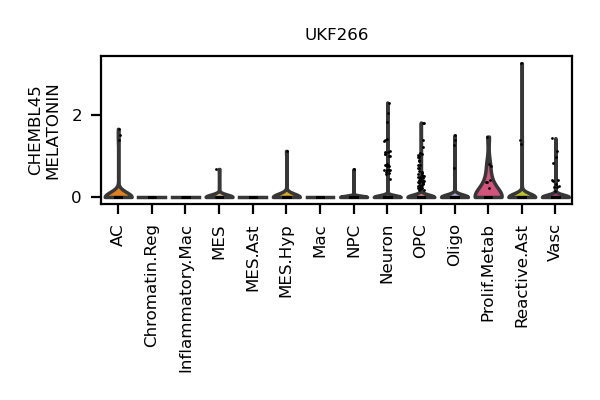 UKF266
CHEMBL45
MELATONIN
2
0
AC
Chromatin.Reg
Inflammatory.Mac
MES
MES.Ast
MES.Hyp
Mac
NPC
Neuron
OPC
Oligo
Prolif.Metab
Reactive.Ast
Vasc